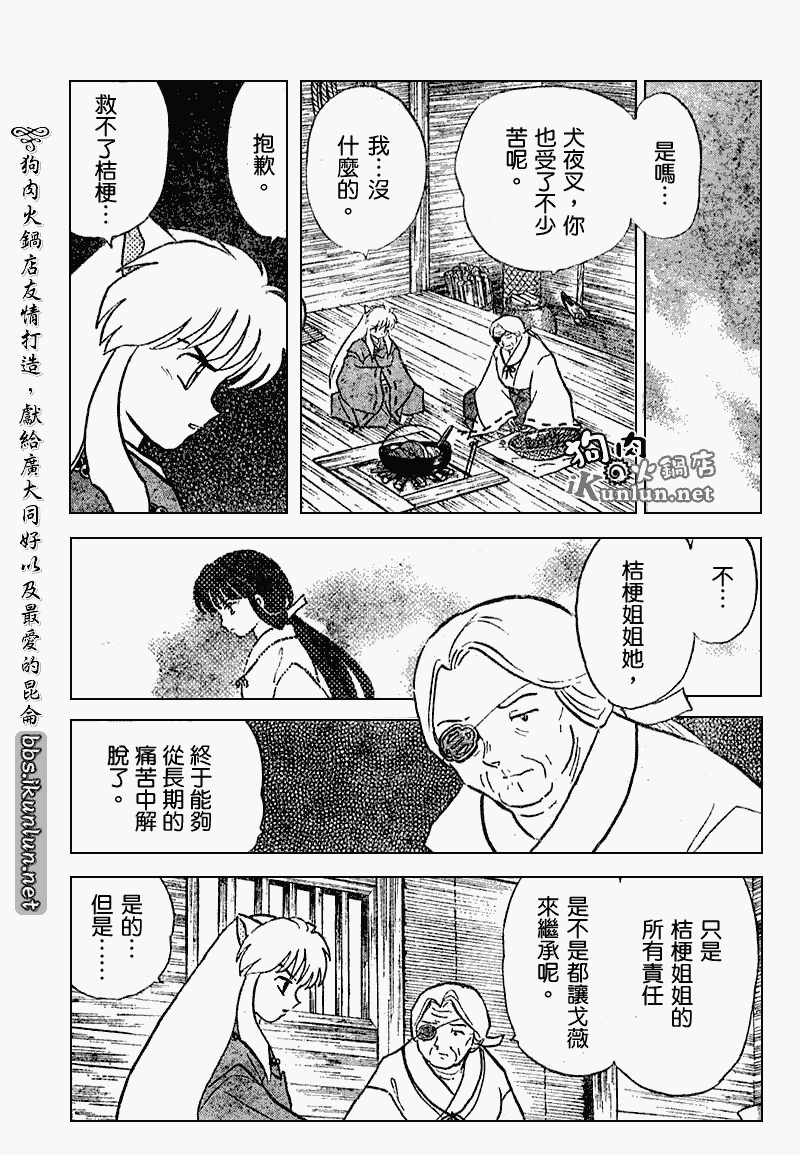 是嗎…
犬夜叉，你
也受了不少
苦呢。
我…沒
什麼的。
抱歉。
救不了桔梗…
狗肉火鍋店
iKunlun.net
不…
桔梗姐姐她，
終于能夠
從長期的
痛苦中解
脫了。
只是
桔梗姐姐的
所有責任
是不是都讓戈薇
來繼承呢。
是的…
但是……
狗肉火鍋店友情打造，獻給廣大同好以及最愛的昆侖
bbs.ikunlun.net